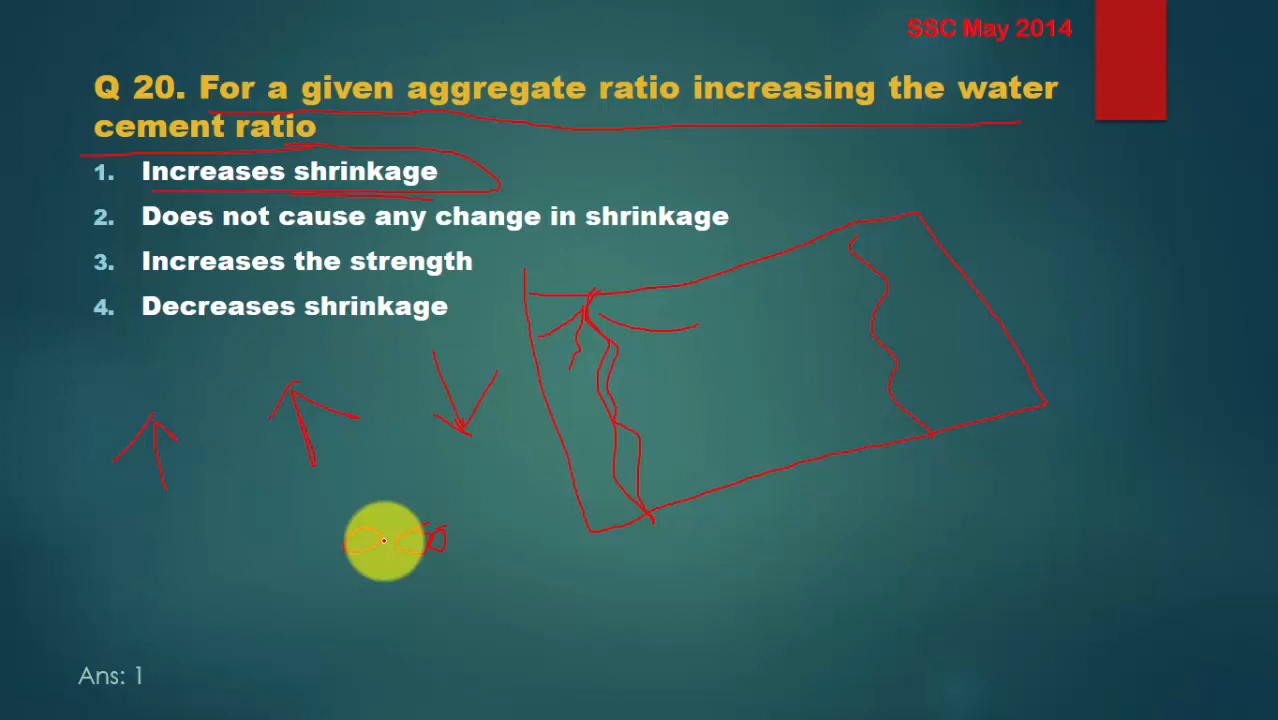 SSC May 2014
Q 20. For a given aggregate ratio increasing the water
cement ratio
1. Increases shrinkage
2. Does not cause any change in shrinkage
3. Increases the strength
4. Decreases shrinkage
Ans: 1